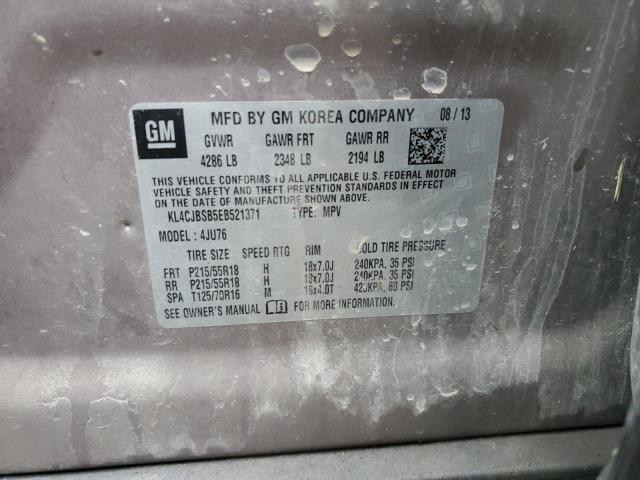 GM
MFD BY GM KOREA COMPANY 08 / 13
GVWR GAWR FRT GAWR RR
4286 LB 2348 LB 2194 LB
THIS VEHICLE CONFORMS TO ALL APPLICABLE U.S. FEDERAL MOTOR
VEHICLE SAFETY AND THEFT PREVENTION STANDARDS IN EFFECT ON
THE DATE OF MANUFACTURE SHOWN ABOVE.
KL4CJBSB5EB521371 TYPE: MPV
MODEL: 4JU76
TIRE SIZE SPEED RTG RIM COLD TIRE PRESSURE
FRT P215/55R18 H 18x7.0J 240KPA, 35 PSI
RR P215/55R18 H 18x7.0J 240KPA, 35 PSI
SPA T125/70R16 M 16x4.0T 420KPA, 60 PSI
SEE OWNER'S MANUAL FOR MORE INFORMATION.